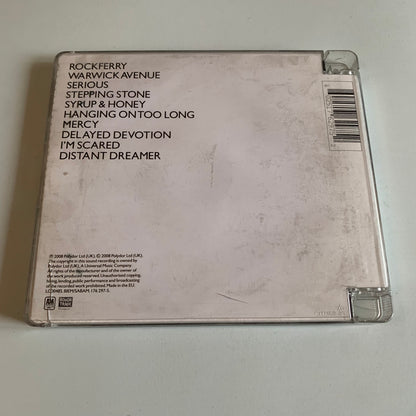 ROCKFERRY
WARWICK AVENUE
SERIOUS
STEPPING STONE
SYRUP & HONEY
HANGING ON TOO LONG
MERCY
DELAYED DEVOTION
I'M SCARED
DISTANT DREAMER
℗ 2008 Polydor Ltd (UK). © 2008 Polydor Ltd (UK).
The copyright in this sound recording is owned by
Polydor Ltd (UK). A Universal Music Company.
All rights of the manufacturer and of the owner of
the work produced reserved. Unauthorised copying,
hiring, lending, public performance and broadcasting
of the recorded work prohibited. Made in the EU.
BIEM/SABAM. 176 297-5